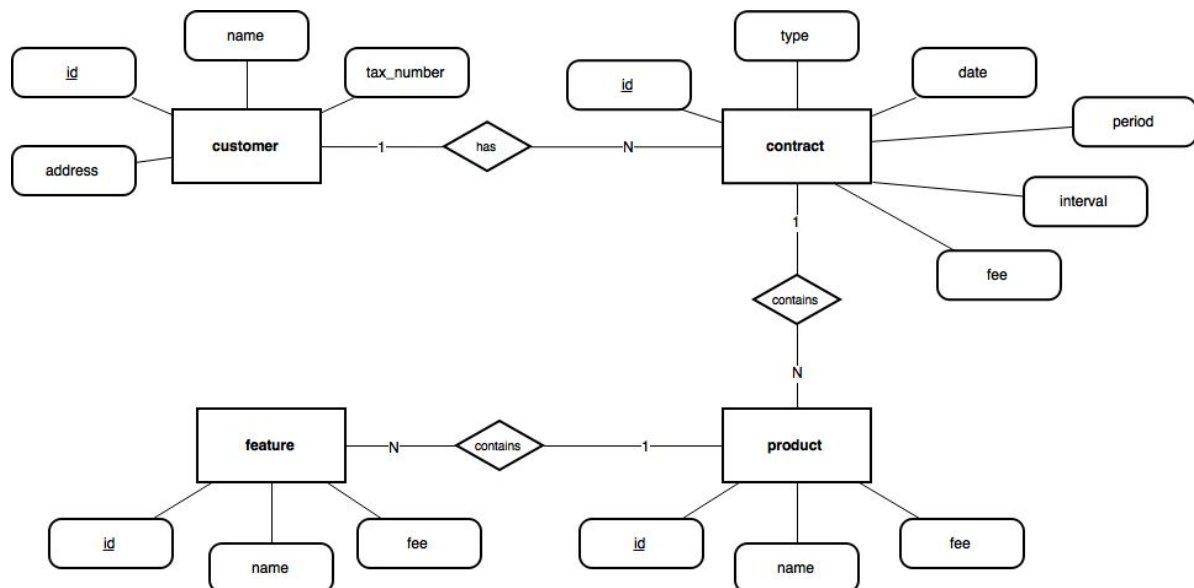 name
type
id
tax_number
id
date
period
customer
1
has
N
contract
address
interval
1
fee
contains
N
feature
N
contains
1
product
id
name
fee
id
name
fee